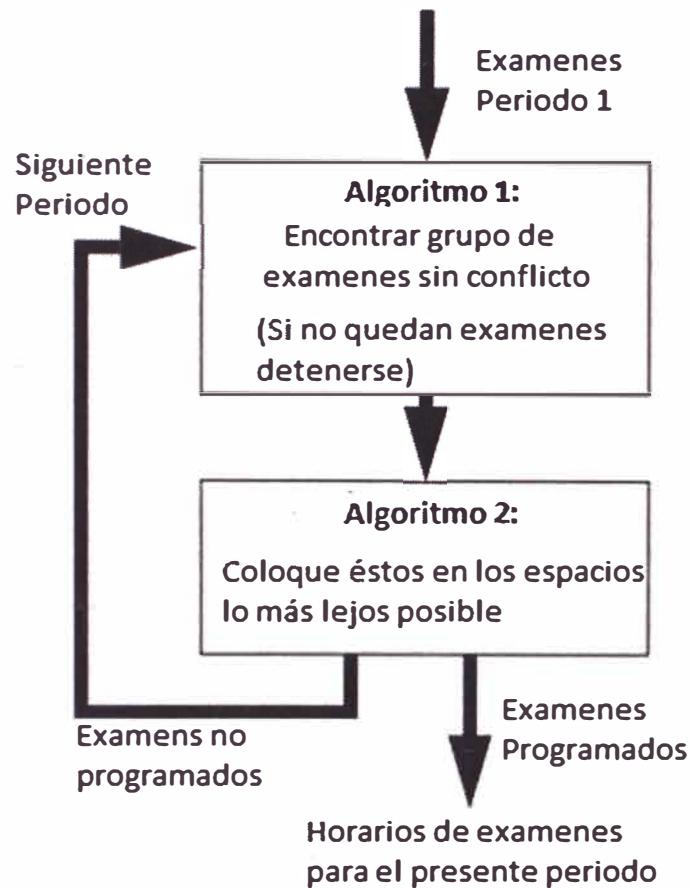 Examenes
Periodo 1
Siguiente
Periodo
Algoritmo 1:
Encontrar grupo de
examenes sin conflicto
(Si no quedan examenes
detenerse)
Algoritmo 2:
Coloque éstos en los espacios
lo más lejos posible
Examens no
programados
Examenes
Programados
Horarios de examenes
para el presente periodo